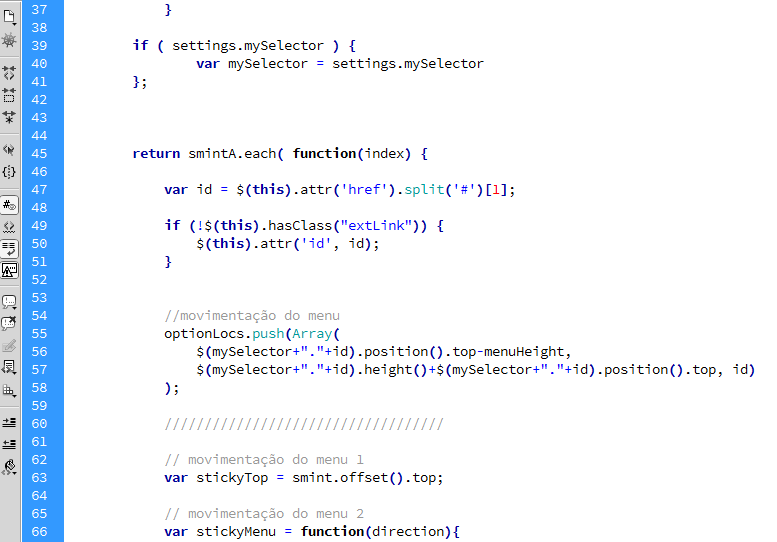 37 }
38
39 if ( settings.mySelector ) {
40 var mySelector = settings.mySelector
41 };
42
43
44
45 return smintA.each( function(index) {
46
47 var id = $(this).attr('href').split('#')[1];
48
49 if (!$(this).hasClass("extLink")) {
50 $(this).attr('id', id);
51 }
52
53
54 //movimentação do menu
55 optionLocs.push(Array(
56 $(mySelector+"."+id).position().top-menuHeight,
57 $(mySelector+"."+id).height()+$(mySelector+"."+id).position().top, id)
58 );
59
60 ///////////////////////////////////
61
62 // movimentação do menu 1
63 var stickyTop = smint.offset().top;
64
65 // movimentação do menu 2
66 var stickyMenu = function(direction){